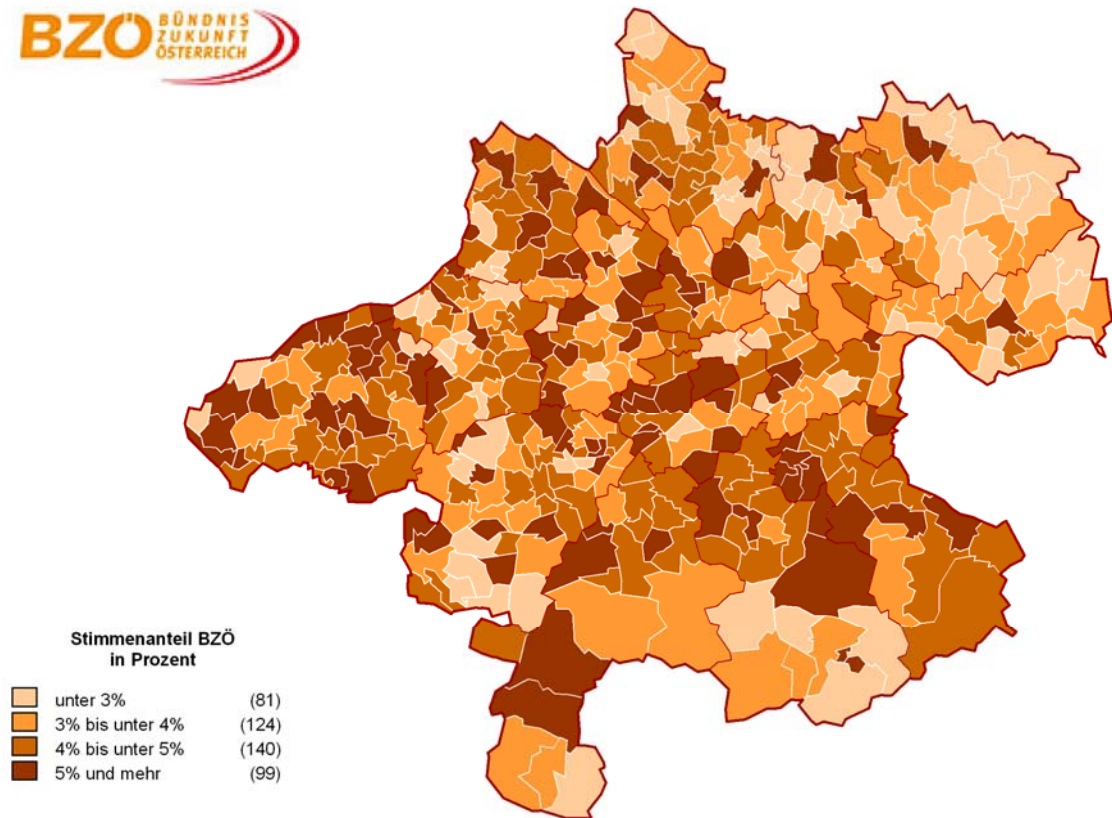 BZÖ BÜNDNIS
ZUKUNFT
ÖSTERREICH
Stimmenanteil BZÖ
in Prozent
unter 3% (81)
3% bis unter 4% (124)
4% bis unter 5% (140)
5% und mehr (99)